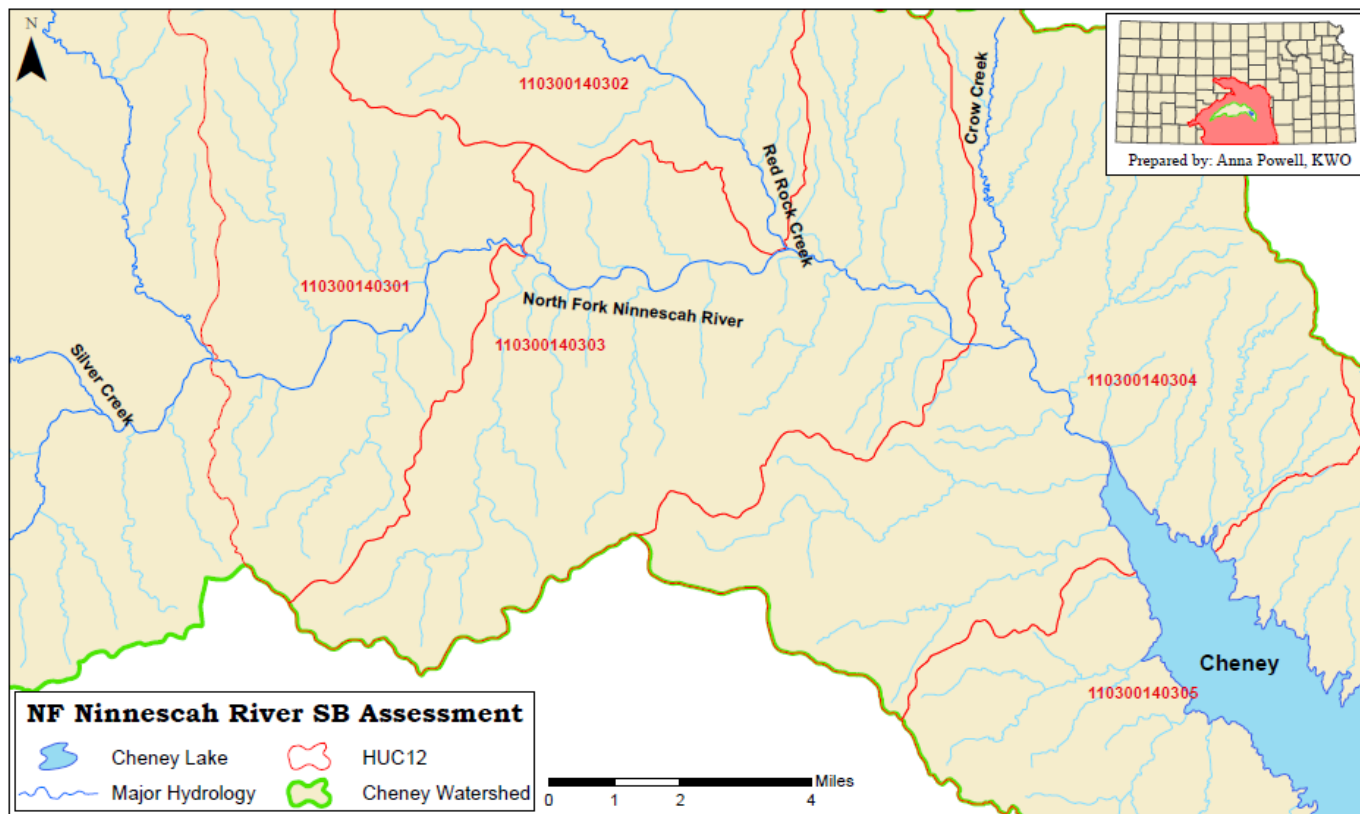 N
110300140302
Crow Creek
Prepared by: Anna Powell, KWO
Red Rock Creek
110300140301
North Fork Ninnescah River
110300140303
Silver Creek
110300140304
Cheney
110300140305
NF Ninnescah River SB Assessment
Cheney Lake
HUC12
Major Hydrology
Cheney Watershed
Miles
0 1 2 4